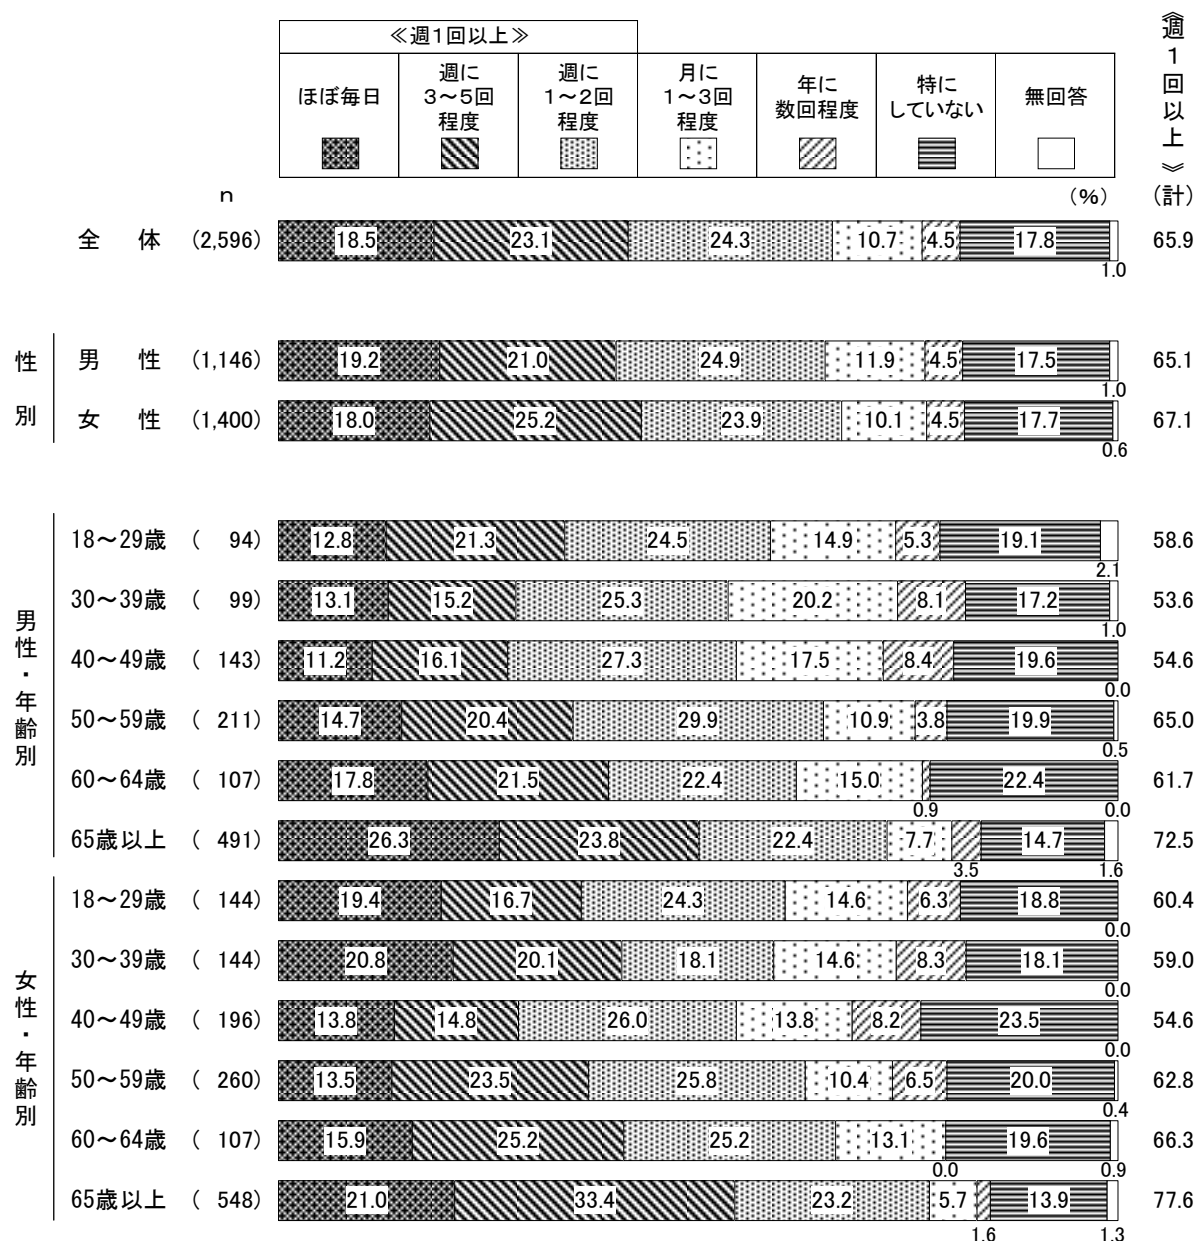 ≪週1回以上≫
ほぼ毎日
週に
3～5回
程度
週に
1～2回
程度
月に
1～3回
程度
年に
数回程度
特に
していない
無回答
≪週1回以上≫
(計)
n
(%)
全 体 (2,596) 18.5 23.1 24.3 10.7 4.5 17.8 1.0 65.9
性別
男 性 (1,146) 19.2 21.0 24.9 11.9 4.5 17.5 1.0 65.1
女 性 (1,400) 18.0 25.2 23.9 10.1 4.5 17.7 0.6 67.1
男性・年齢別
18～29歳 ( 94) 12.8 21.3 24.5 14.9 5.3 19.1 2.1 58.6
30～39歳 ( 99) 13.1 15.2 25.3 20.2 8.1 17.2 1.0 53.6
40～49歳 ( 143) 11.2 16.1 27.3 17.5 8.4 19.6 0.0 54.6
50～59歳 ( 211) 14.7 20.4 29.9 10.9 3.8 19.9 0.5 65.0
60～64歳 ( 107) 17.8 21.5 22.4 15.0 0.9 22.4 0.0 61.7
65歳以上 ( 491) 26.3 23.8 22.4 7.7 3.5 14.7 1.6 72.5
女性・年齢別
18～29歳 ( 144) 19.4 16.7 24.3 14.6 6.3 18.8 0.0 60.4
30～39歳 ( 144) 20.8 20.1 18.1 14.6 8.3 18.1 0.0 59.0
40～49歳 ( 196) 13.8 14.8 26.0 13.8 8.2 23.5 0.0 54.6
50～59歳 ( 260) 13.5 23.5 25.8 10.4 6.5 20.0 0.4 62.8
60～64歳 ( 107) 15.9 25.2 25.2 13.1 0.0 19.6 0.9 66.3
65歳以上 ( 548) 21.0 33.4 23.2 5.7 1.6 13.9 1.3 77.6